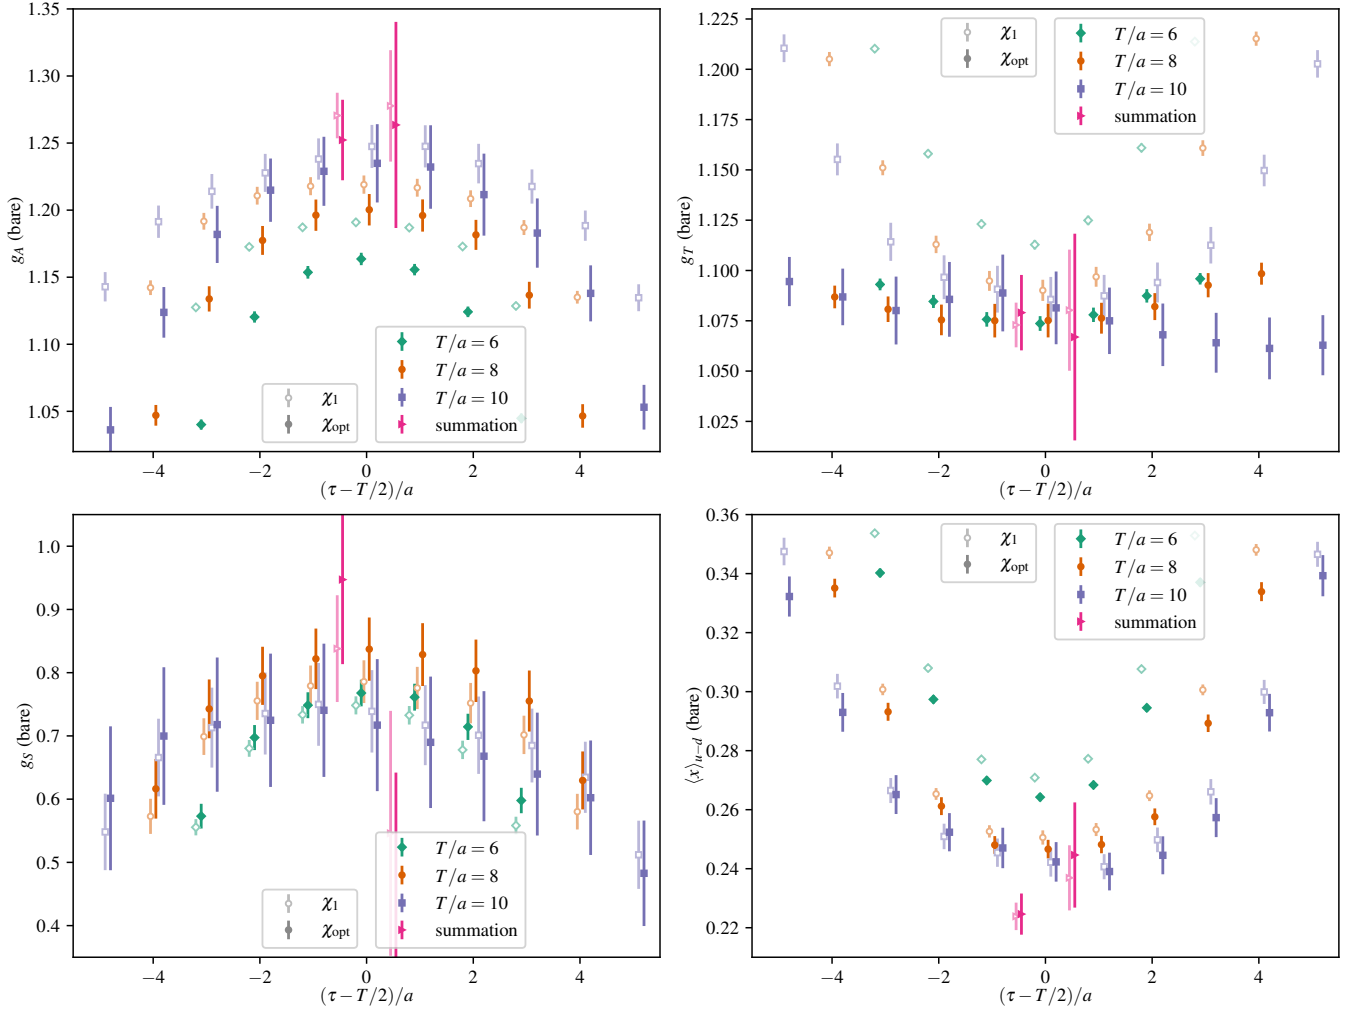 1.35
1.30
1.25
1.20
1.15
1.10
1.05
g_A (bare)
−4 −2 0 2 4
(τ − T/2)/a
χ₁
χ_opt
T/a = 6
T/a = 8
T/a = 10
summation
1.225
1.200
1.175
1.150
1.125
1.100
1.075
1.050
1.025
g_T (bare)
−4 −2 0 2 4
(τ − T/2)/a
χ₁
χ_opt
T/a = 6
T/a = 8
T/a = 10
summation
1.0
0.9
0.8
0.7
0.6
0.5
0.4
g_S (bare)
−4 −2 0 2 4
(τ − T/2)/a
χ₁
χ_opt
T/a = 6
T/a = 8
T/a = 10
summation
0.36
0.34
0.32
0.30
0.28
0.26
0.24
0.22
⟨x⟩_{u−d} (bare)
−4 −2 0 2 4
(τ − T/2)/a
χ₁
χ_opt
T/a = 6
T/a = 8
T/a = 10
summation